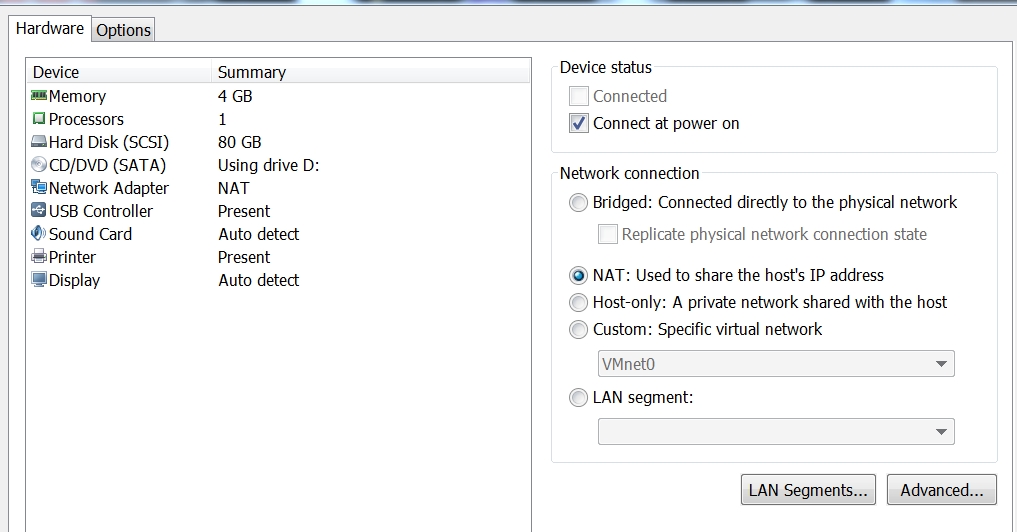 Hardware Options
Device Summary
Memory 4 GB
Processors 1
Hard Disk (SCSI) 80 GB
CD/DVD (SATA) Using drive D:
Network Adapter NAT
USB Controller Present
Sound Card Auto detect
Printer Present
Display Auto detect
Device status
Connected
Connect at power on
Network connection
Bridged: Connected directly to the physical network
Replicate physical network connection state
NAT: Used to share the host's IP address
Host-only: A private network shared with the host
Custom: Specific virtual network
VMnet0
LAN segment:
LAN Segments... Advanced...